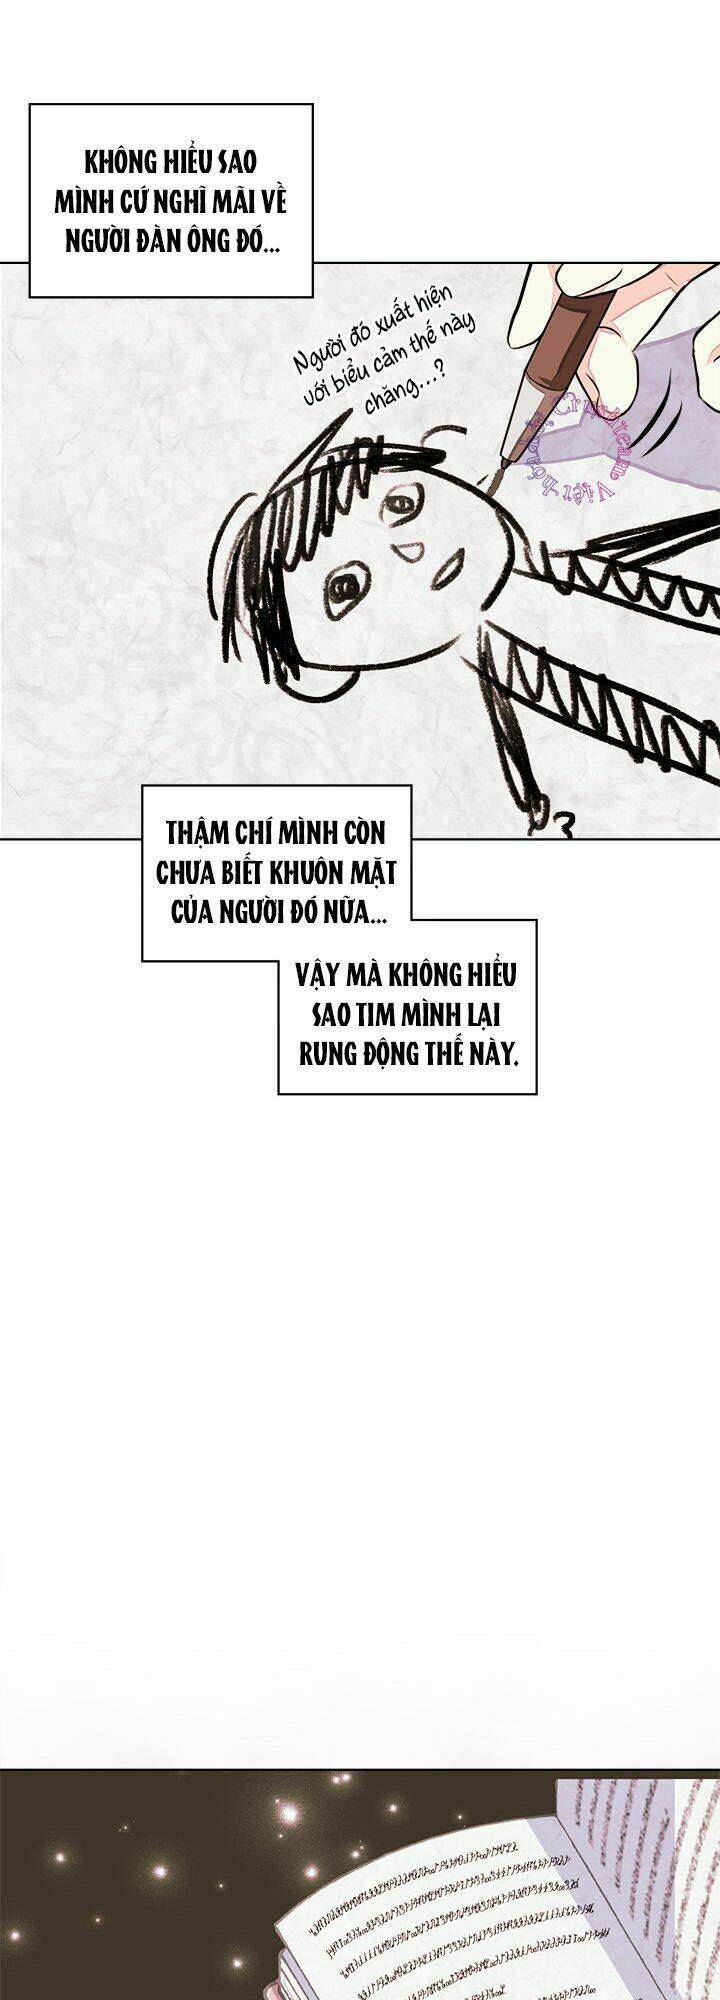 KHÔNG HIỂU SAO
MÌNH CỨ NGHĨ MÃI VỀ
NGƯỜI ĐÀN ÔNG ĐÓ...
Người đó xuất hiện
với biểu cảm thế này
chăng...?
THẬM CHÍ MÌNH CÒN
CHƯA BIẾT KHUÔN MẶT
CỦA NGƯỜI ĐÓ NỮA...
VẬY MÀ KHÔNG HIỂU
SAO TIM MÌNH LẠI
RUNG ĐỘNG THẾ NÀY.